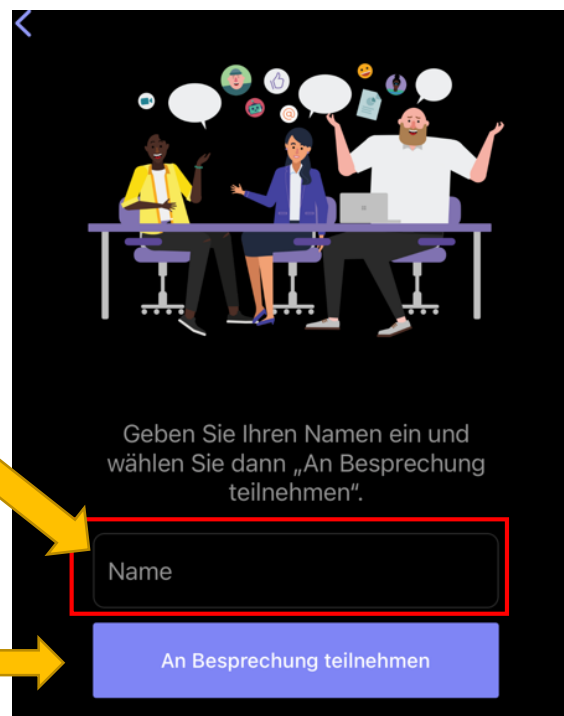 Geben Sie Ihren Namen ein und
wählen Sie dann „An Besprechung
teilnehmen“.
Name
An Besprechung teilnehmen